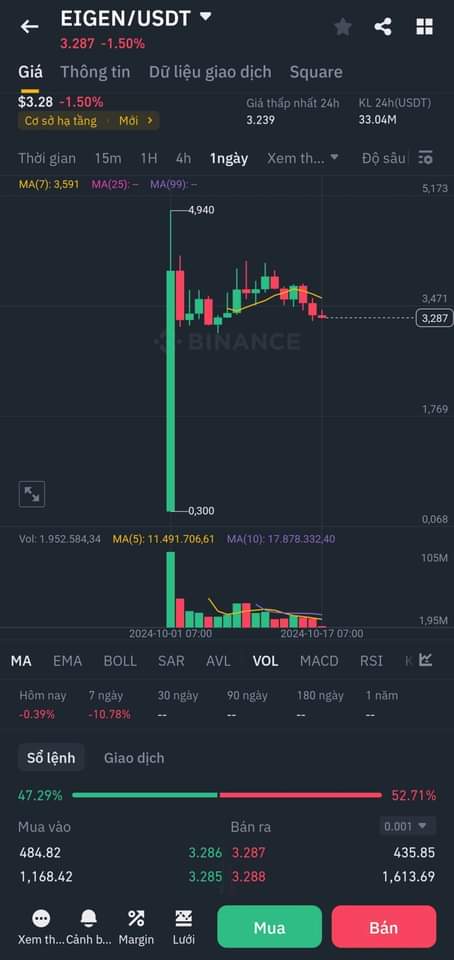 EIGEN/USDT
3.287 -1.50%
Giá Thông tin Dữ liệu giao dịch Square
$3.28 -1.50%
Cơ sở hạ tầng · Mới >
Giá thấp nhất 24h KL 24h(USDT)
3.239 33.04M
Thời gian 15m 1H 4h 1ngày Xem th... Độ sâu
MA(7): 3,591 MA(25): -- MA(99): --
5,173
4,940
3,471
3,287
BINANCE
1,769
0,300
0,068
Vol: 1.952.584,34 MA(5): 11.491.706,61 MA(10): 17.878.332,40
105M
1,95M
2024-10-01 07:00 2024-10-17 07:00
MA EMA BOLL SAR AVL VOL MACD RSI K
Hôm nay 7 ngày 30 ngày 90 ngày 180 ngày 1 năm
-0.39% -10.78% -- -- -- --
Sổ lệnh Giao dịch
47.29% 52.71%
Mua vào Bán ra 0.001
484.82 3.286 3.287 435.85
1,168.42 3.285 3.288 1,613.69
Xem th... Cảnh b... Margin Lưới Mua Bán